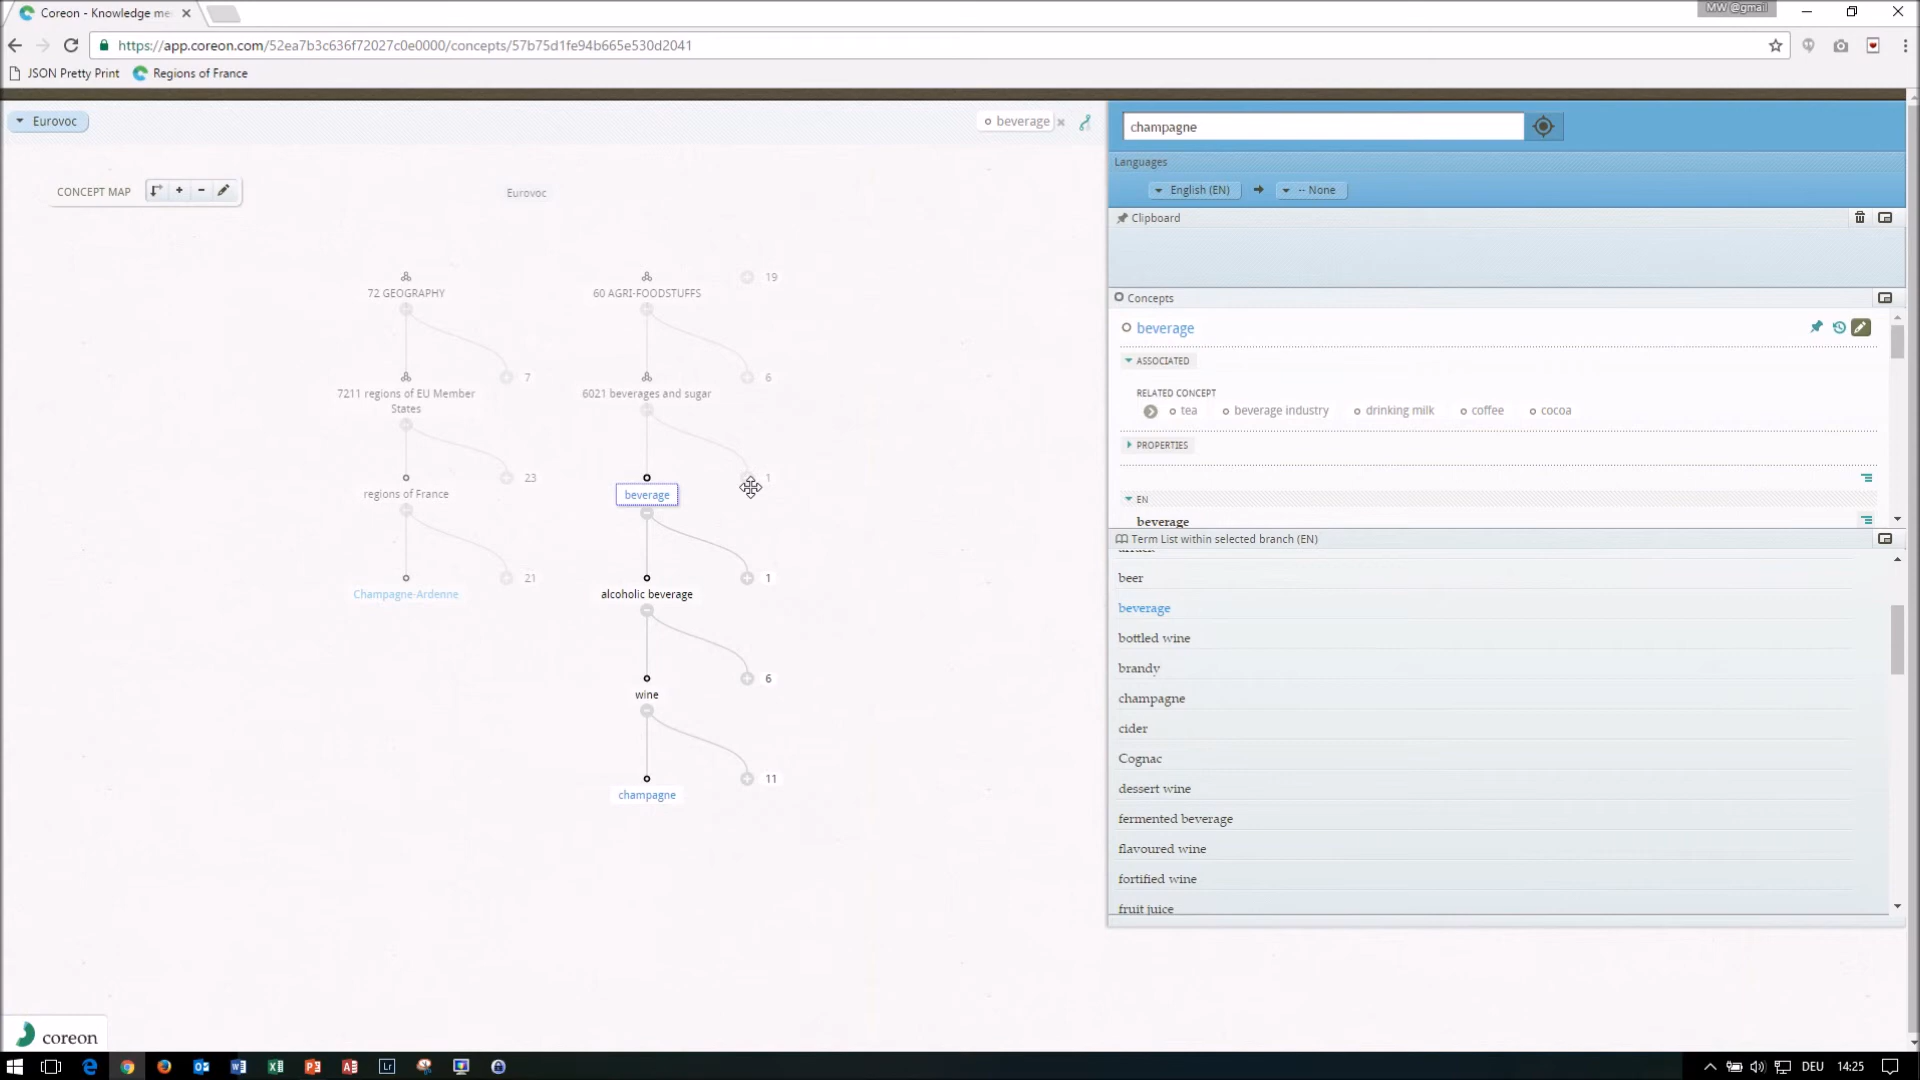 Coreon - Knowledge me
MW @gmail
https://app.coreon.com/52ea7b3c636f72027c0e0000/concepts/57b75d1fe94b665e530d2041
JSON Pretty Print
Regions of France
Eurovoc
beverage
CONCEPT MAP
Eurovoc
72 GEOGRAPHY
60 AGRI-FOODSTUFFS
19
7211 regions of EU Member
States
7
6021 beverages and sugar
6
regions of France
23
beverage
1
Champagne-Ardenne
21
alcoholic beverage
1
wine
6
champagne
11
champagne
Languages
English (EN)
-- None
Clipboard
Concepts
beverage
ASSOCIATED
RELATED CONCEPT
tea
beverage industry
drinking milk
coffee
cocoa
PROPERTIES
EN
beverage
Term List within selected branch (EN)
beer
beverage
bottled wine
brandy
champagne
cider
Cognac
dessert wine
fermented beverage
flavoured wine
fortified wine
fruit juice
coreon
DEU
14:25